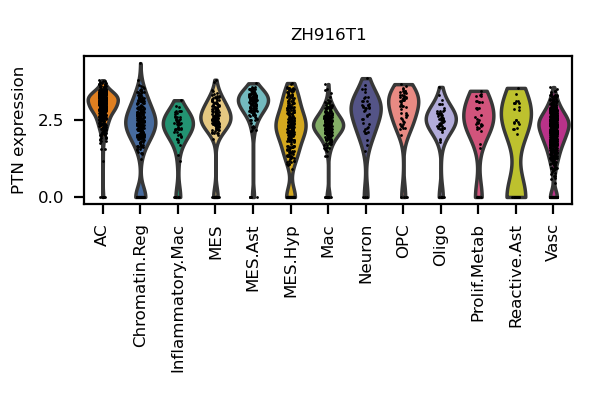 ZH916T1
PTN expression
2.5
0.0
AC
Chromatin.Reg
Inflammatory.Mac
MES
MES.Ast
MES.Hyp
Mac
Neuron
OPC
Oligo
Prolif.Metab
Reactive.Ast
Vasc